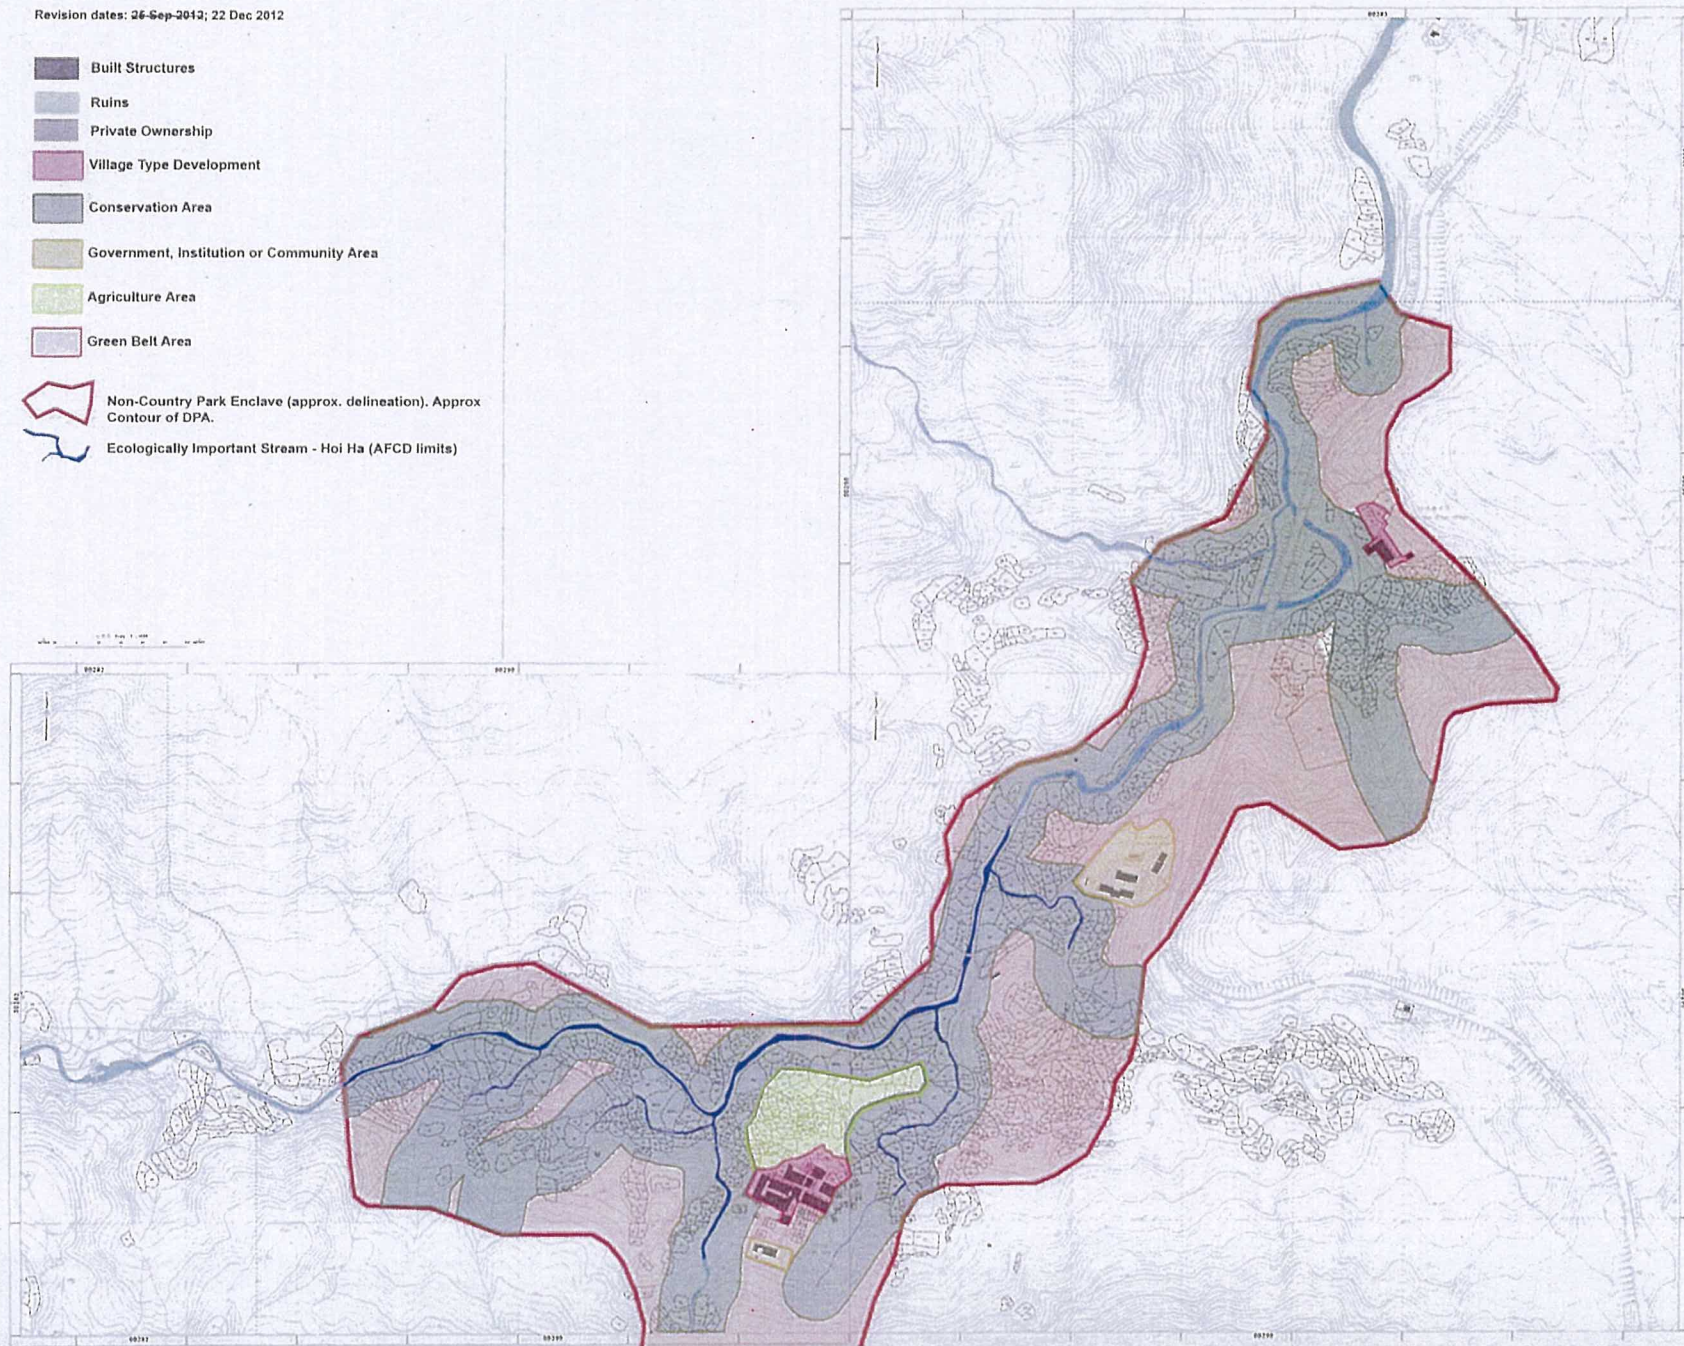 Revision dates: 25 Sep 2012; 22 Dec 2012
Built Structures
Ruins
Private Ownership
Village Type Development
Conservation Area
Government, Institution or Community Area
Agriculture Area
Green Belt Area
Non-Country Park Enclave (approx. delineation). Approx
Contour of DPA.
Ecologically Important Stream - Hoi Ha (AFCD limits)